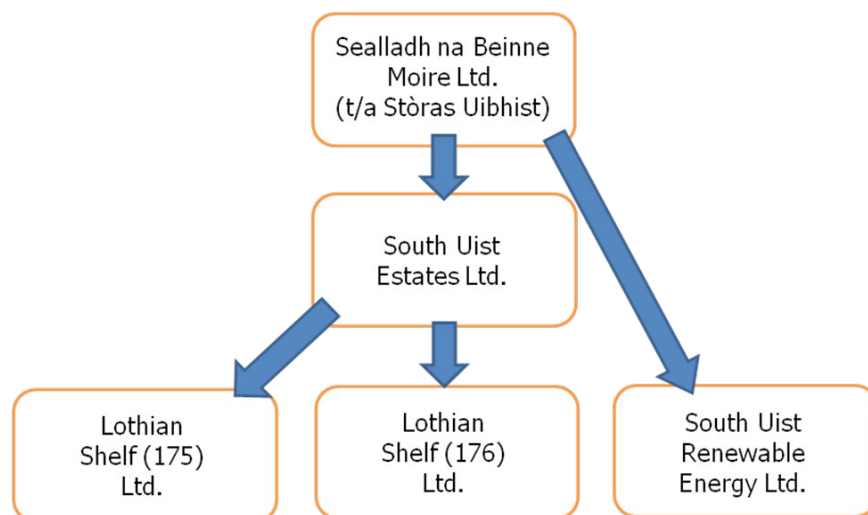 Sealladh na Beinne
Moire Ltd.
(t/a Stòras Uibhist)
South Uist
Estates Ltd.
Lothian
Shelf (175)
Ltd.
Lothian
Shelf (176)
Ltd.
South Uist
Renewable
Energy Ltd.